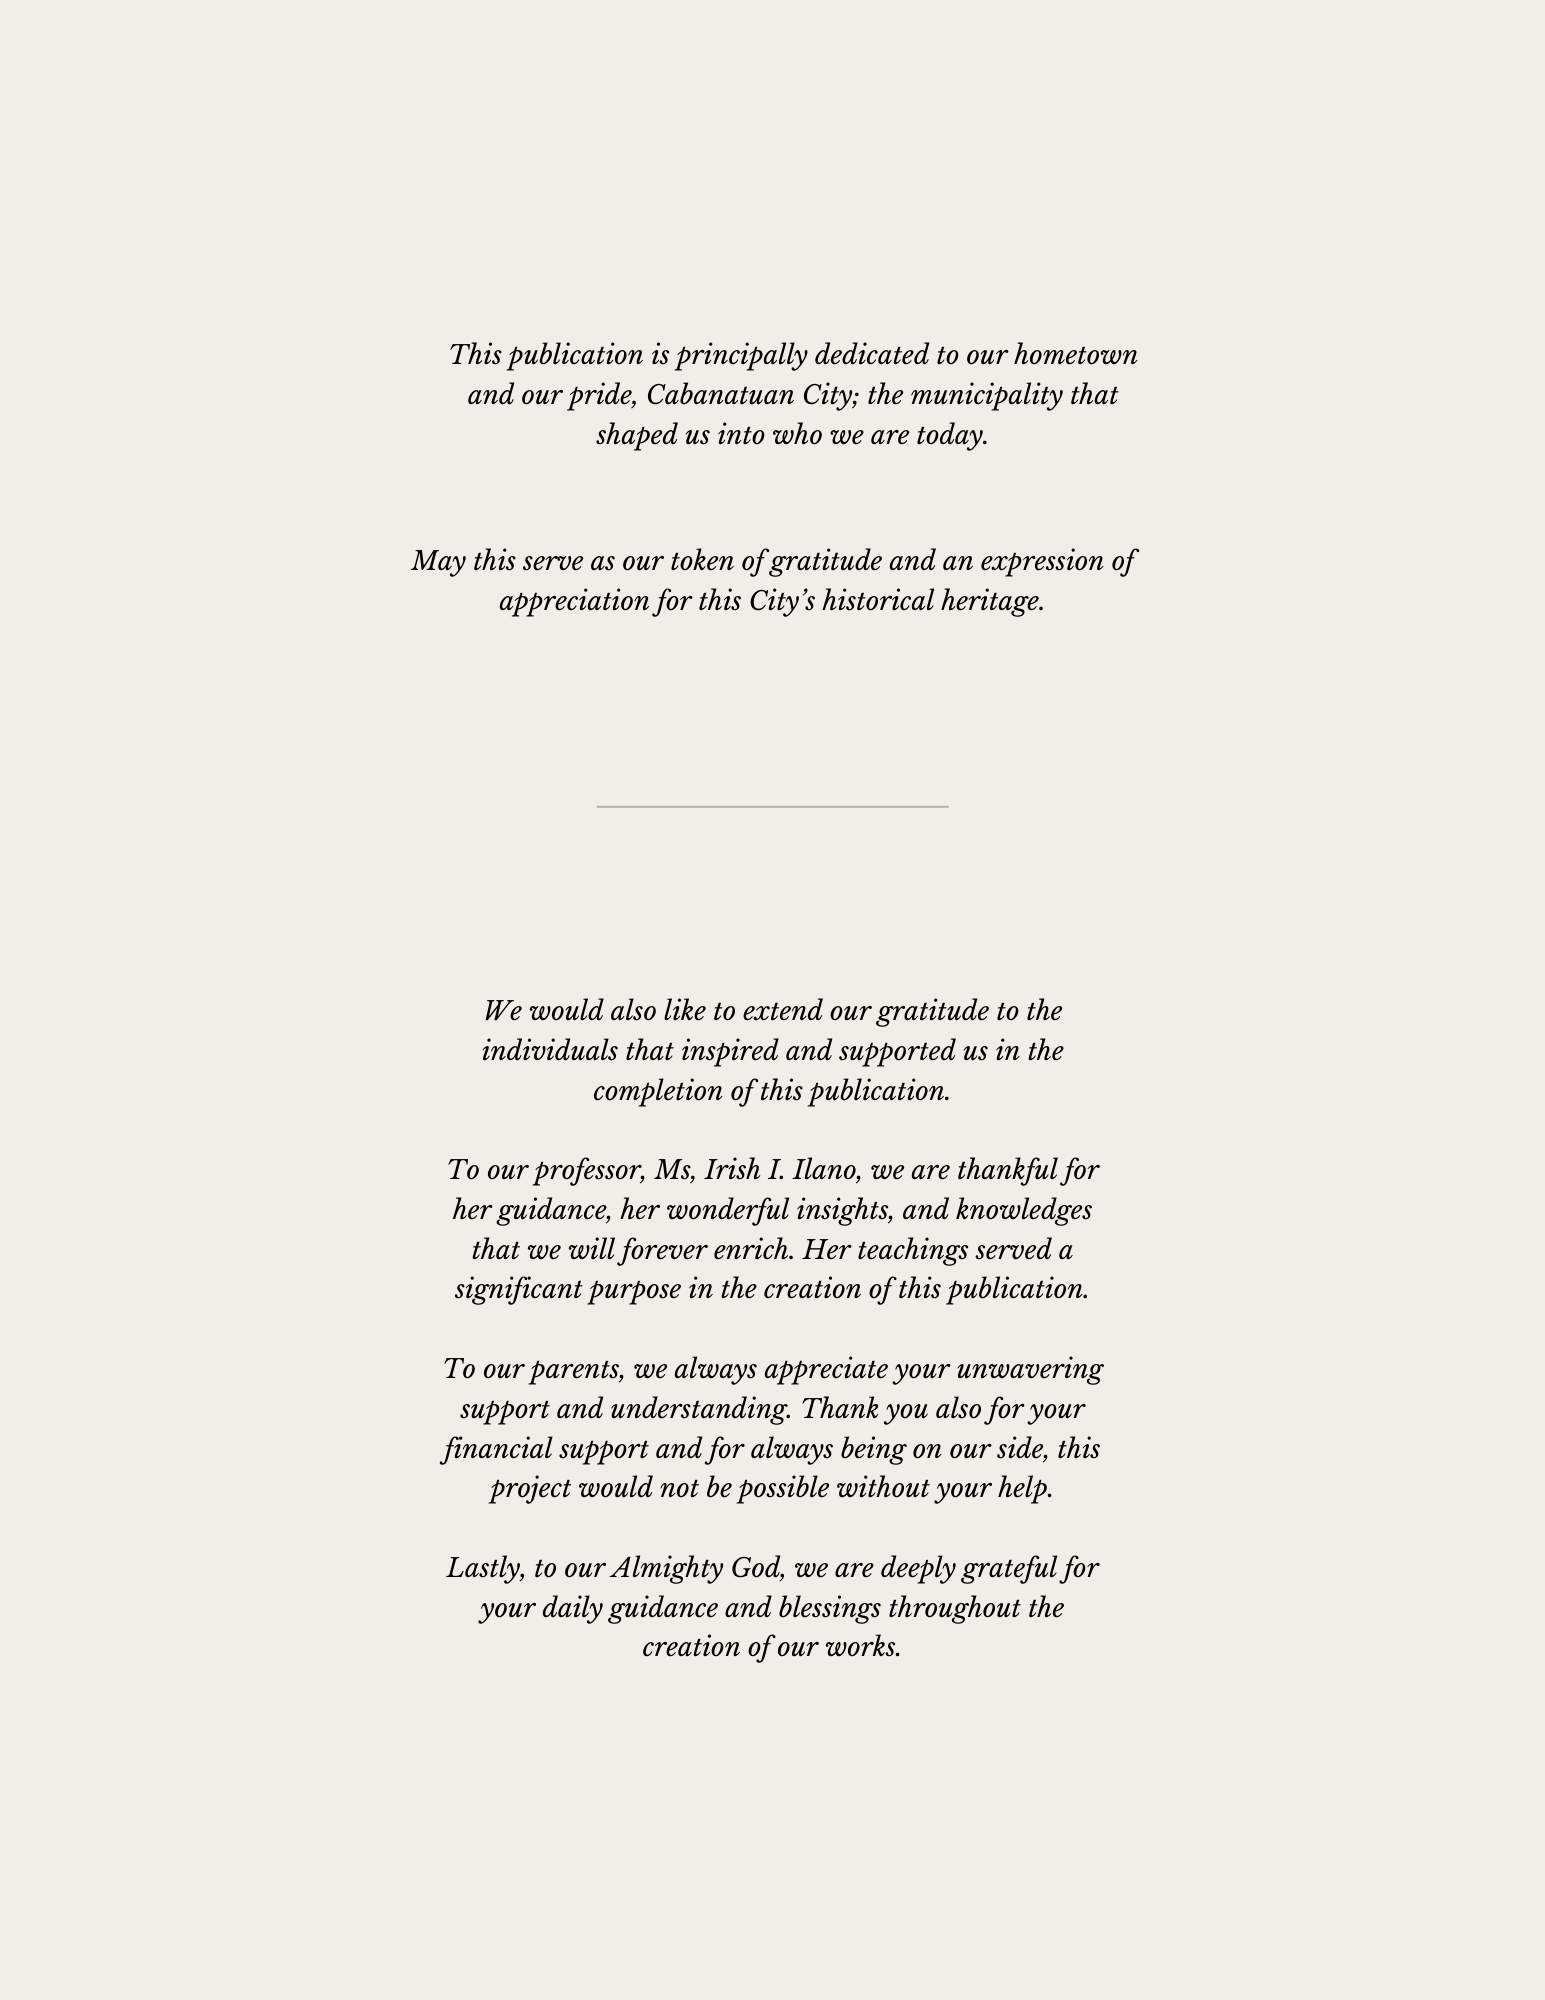 This publication is principally dedicated to our hometown
and our pride, Cabanatuan City; the municipality that
shaped us into who we are today.
May this serve as our token of gratitude and an expression of
appreciation for this City’s historical heritage.
We would also like to extend our gratitude to the
individuals that inspired and supported us in the
completion of this publication.
To our professor, Ms, Irish I. Ilano, we are thankful for
her guidance, her wonderful insights, and knowledges
that we will forever enrich. Her teachings served a
significant purpose in the creation of this publication.
To our parents, we always appreciate your unwavering
support and understanding. Thank you also for your
financial support and for always being on our side, this
project would not be possible without your help.
Lastly, to our Almighty God, we are deeply grateful for
your daily guidance and blessings throughout the
creation of our works.